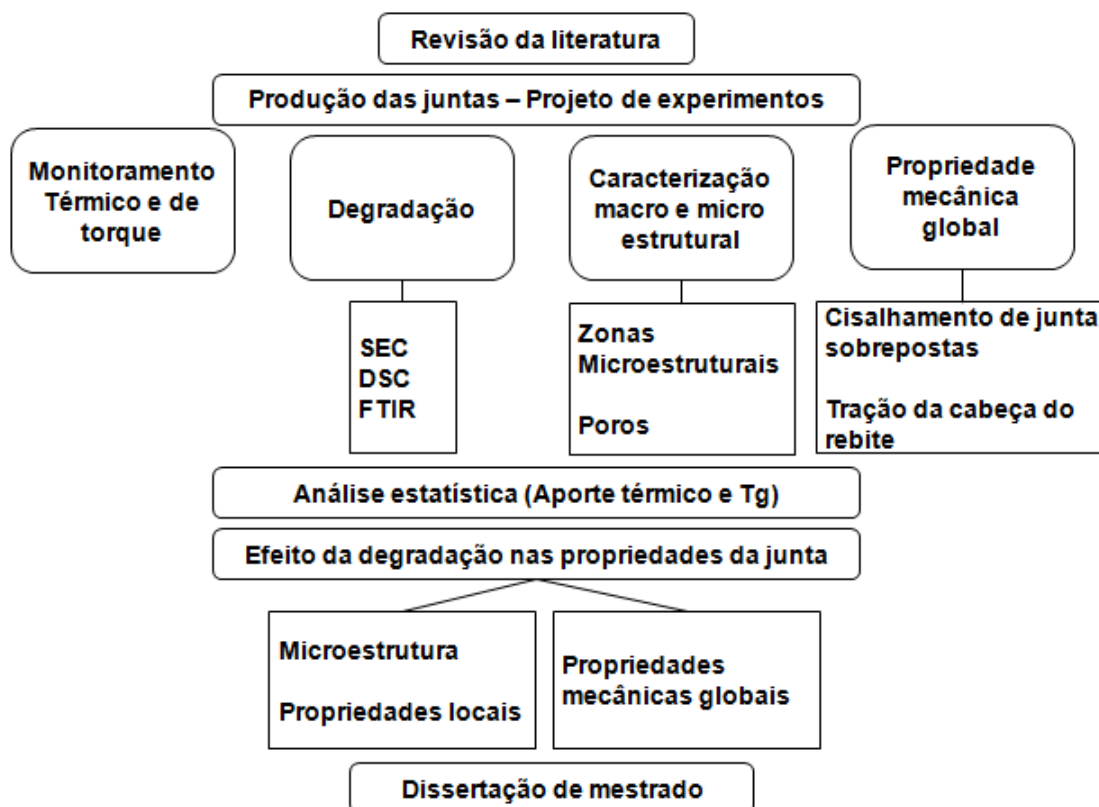 Revisão da literatura
Produção das juntas – Projeto de experimentos
Monitoramento
Térmico e de
torque
Degradação
Caracterização
macro e micro
estrutural
Propriedade
mecânica
global
SEC
DSC
FTIR
Zonas
Microestruturais
Poros
Cisalhamento de junta
sobrepostas
Tração da cabeça do
rebite
Análise estatística (Aporte térmico e Tg)
Efeito da degradação nas propriedades da junta
Microestrutura
Propriedades locais
Propriedades
mecânicas globais
Dissertação de mestrado